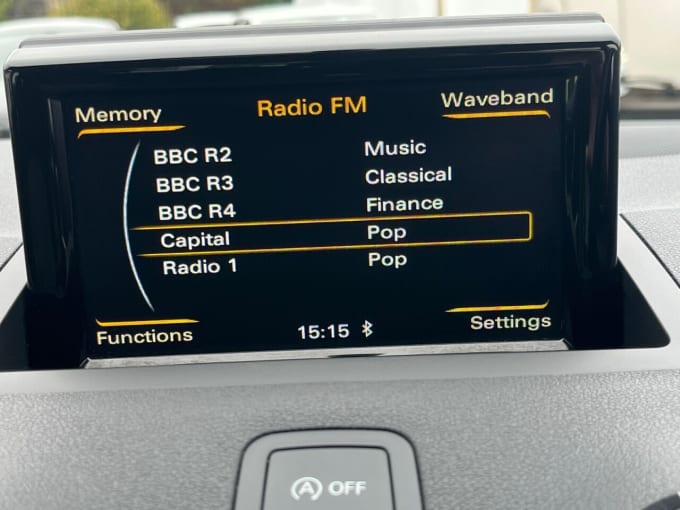 Memory Radio FM Waveband
BBC R2 Music
BBC R3 Classical
BBC R4 Finance
Capital Pop
Radio 1 Pop
Functions 15:15 Settings
A OFF